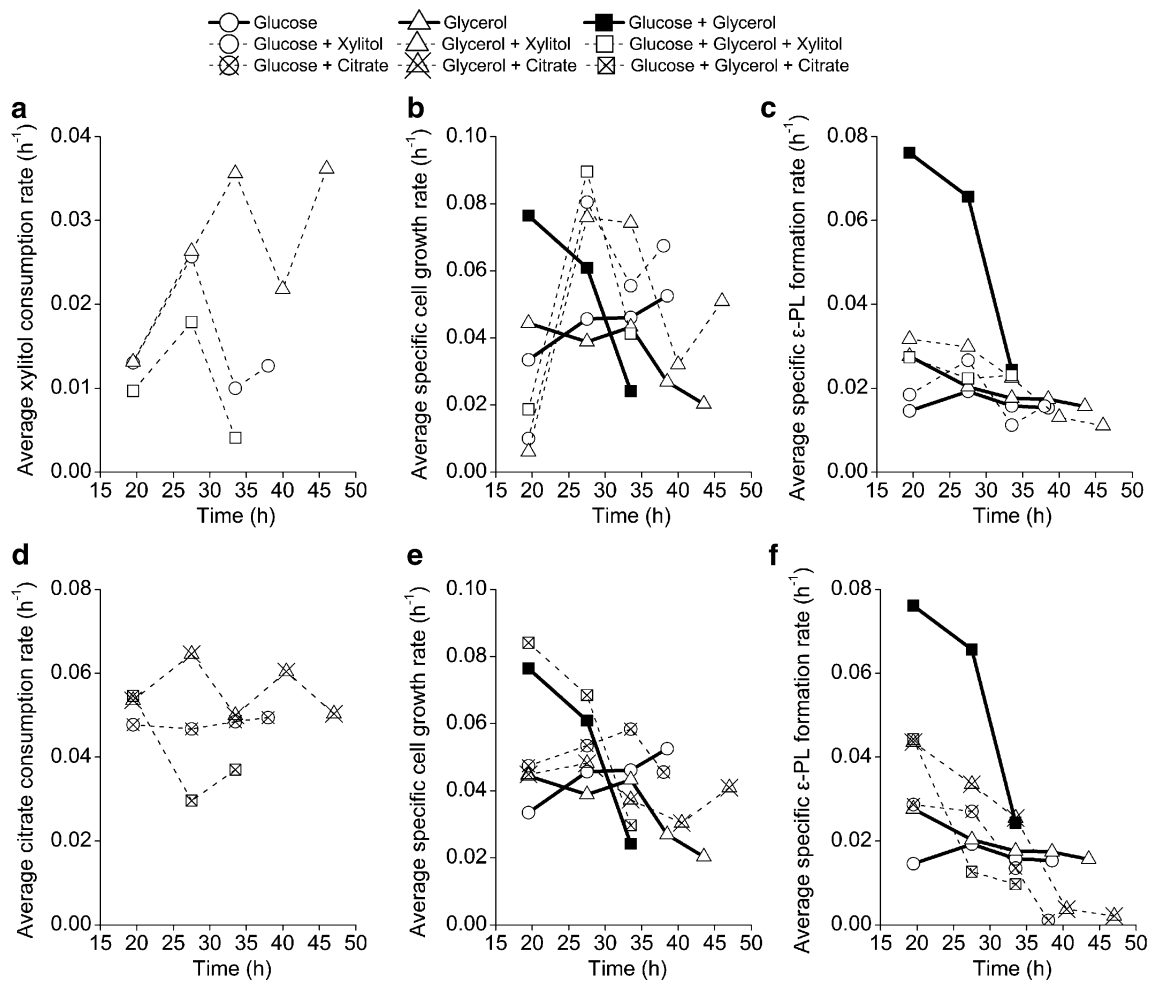 Glucose Glycerol Glucose + Glycerol
Glucose + Xylitol Glycerol + Xylitol Glucose + Glycerol + Xylitol
Glucose + Citrate Glycerol + Citrate Glucose + Glycerol + Citrate
a
Average xylitol consumption rate (h⁻¹)
0.04
0.03
0.02
0.01
0.00
15 20 25 30 35 40 45 50
Time (h)
b
Average specific cell growth rate (h⁻¹)
0.10
0.08
0.06
0.04
0.02
0.00
15 20 25 30 35 40 45 50
Time (h)
c
Average specific ε-PL formation rate (h⁻¹)
0.08
0.06
0.04
0.02
0.00
15 20 25 30 35 40 45 50
Time (h)
d
Average citrate consumption rate (h⁻¹)
0.08
0.06
0.04
0.02
0.00
15 20 25 30 35 40 45 50
Time (h)
e
Average specific cell growth rate (h⁻¹)
0.10
0.08
0.06
0.04
0.02
0.00
15 20 25 30 35 40 45 50
Time (h)
f
Average specific ε-PL formation rate (h⁻¹)
0.08
0.06
0.04
0.02
0.00
15 20 25 30 35 40 45 50
Time (h)